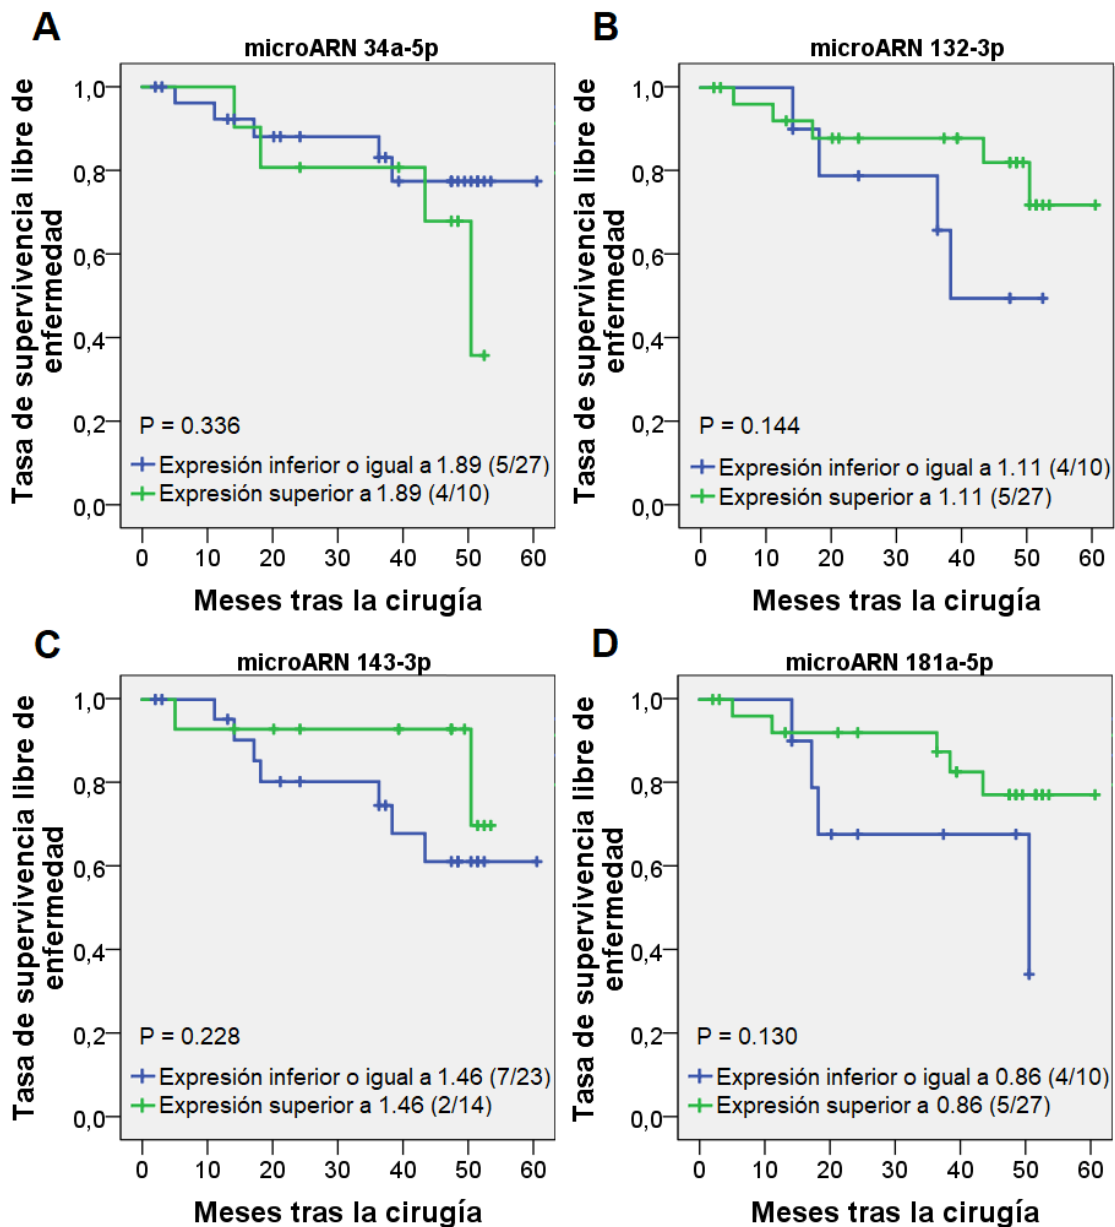 A
microARN 34a-5p
Tasa de supervivencia libre de
enfermedad
1,0
0,8
0,6
0,4
0,2
0,0
P = 0.336
Expresión inferior o igual a 1.89 (5/27)
Expresión superior a 1.89 (4/10)
0 10 20 30 40 50 60
Meses tras la cirugía
B
microARN 132-3p
Tasa de supervivencia libre de
enfermedad
1,0
0,8
0,6
0,4
0,2
0,0
P = 0.144
Expresión inferior o igual a 1.11 (4/10)
Expresión superior a 1.11 (5/27)
0 10 20 30 40 50 60
Meses tras la cirugía
C
microARN 143-3p
Tasa de supervivencia libre de
enfermedad
1,0
0,8
0,6
0,4
0,2
0,0
P = 0.228
Expresión inferior o igual a 1.46 (7/23)
Expresión superior a 1.46 (2/14)
0 10 20 30 40 50 60
Meses tras la cirugía
D
microARN 181a-5p
Tasa de supervivencia libre de
enfermedad
1,0
0,8
0,6
0,4
0,2
0,0
P = 0.130
Expresión inferior o igual a 0.86 (4/10)
Expresión superior a 0.86 (5/27)
0 10 20 30 40 50 60
Meses tras la cirugía